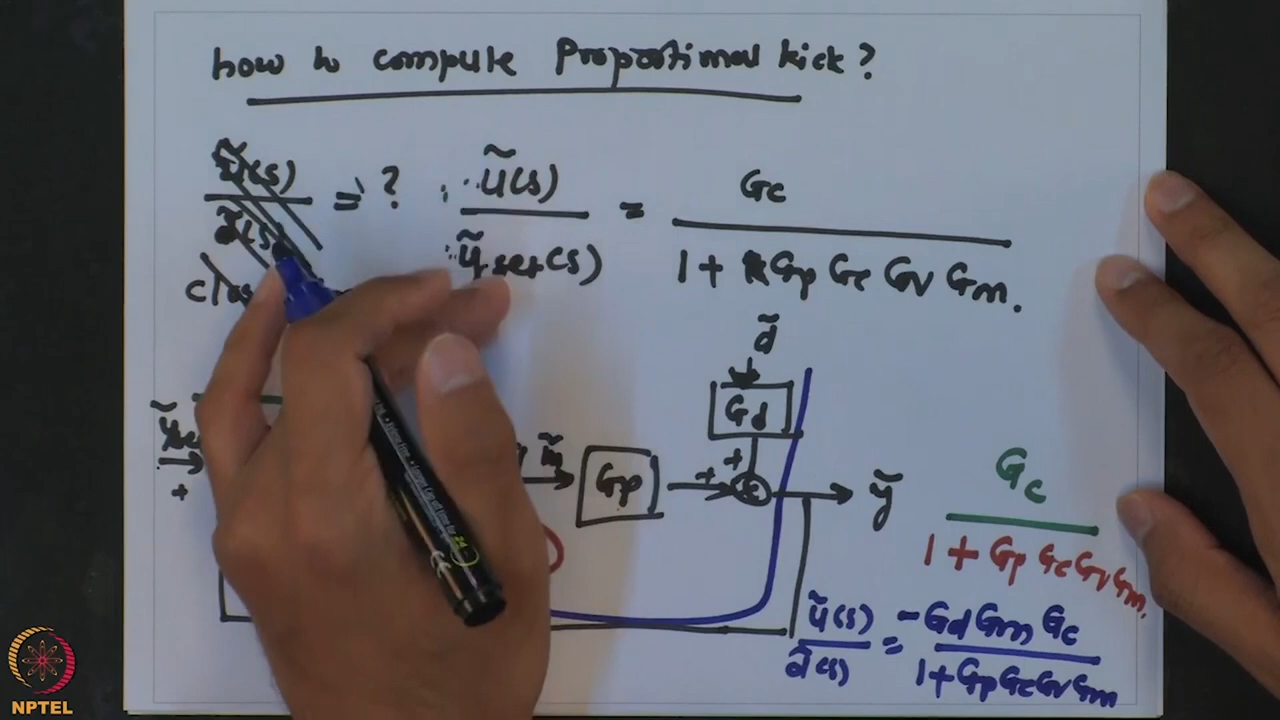 how to compute Proportional kick?
ũ(s) / d̃(s) = ? ũ(s) / ỹset(s) = Gc / 1 + Gp Gc Gv Gm.
d̃
Gd
+
m̃ Gp + ỹ
+
Gc / 1 + Gp Gc Gv Gm.
ũ(s) / d̃(s) = -Gd Gm Gc / 1 + Gp Gc Gv Gm
NPTEL